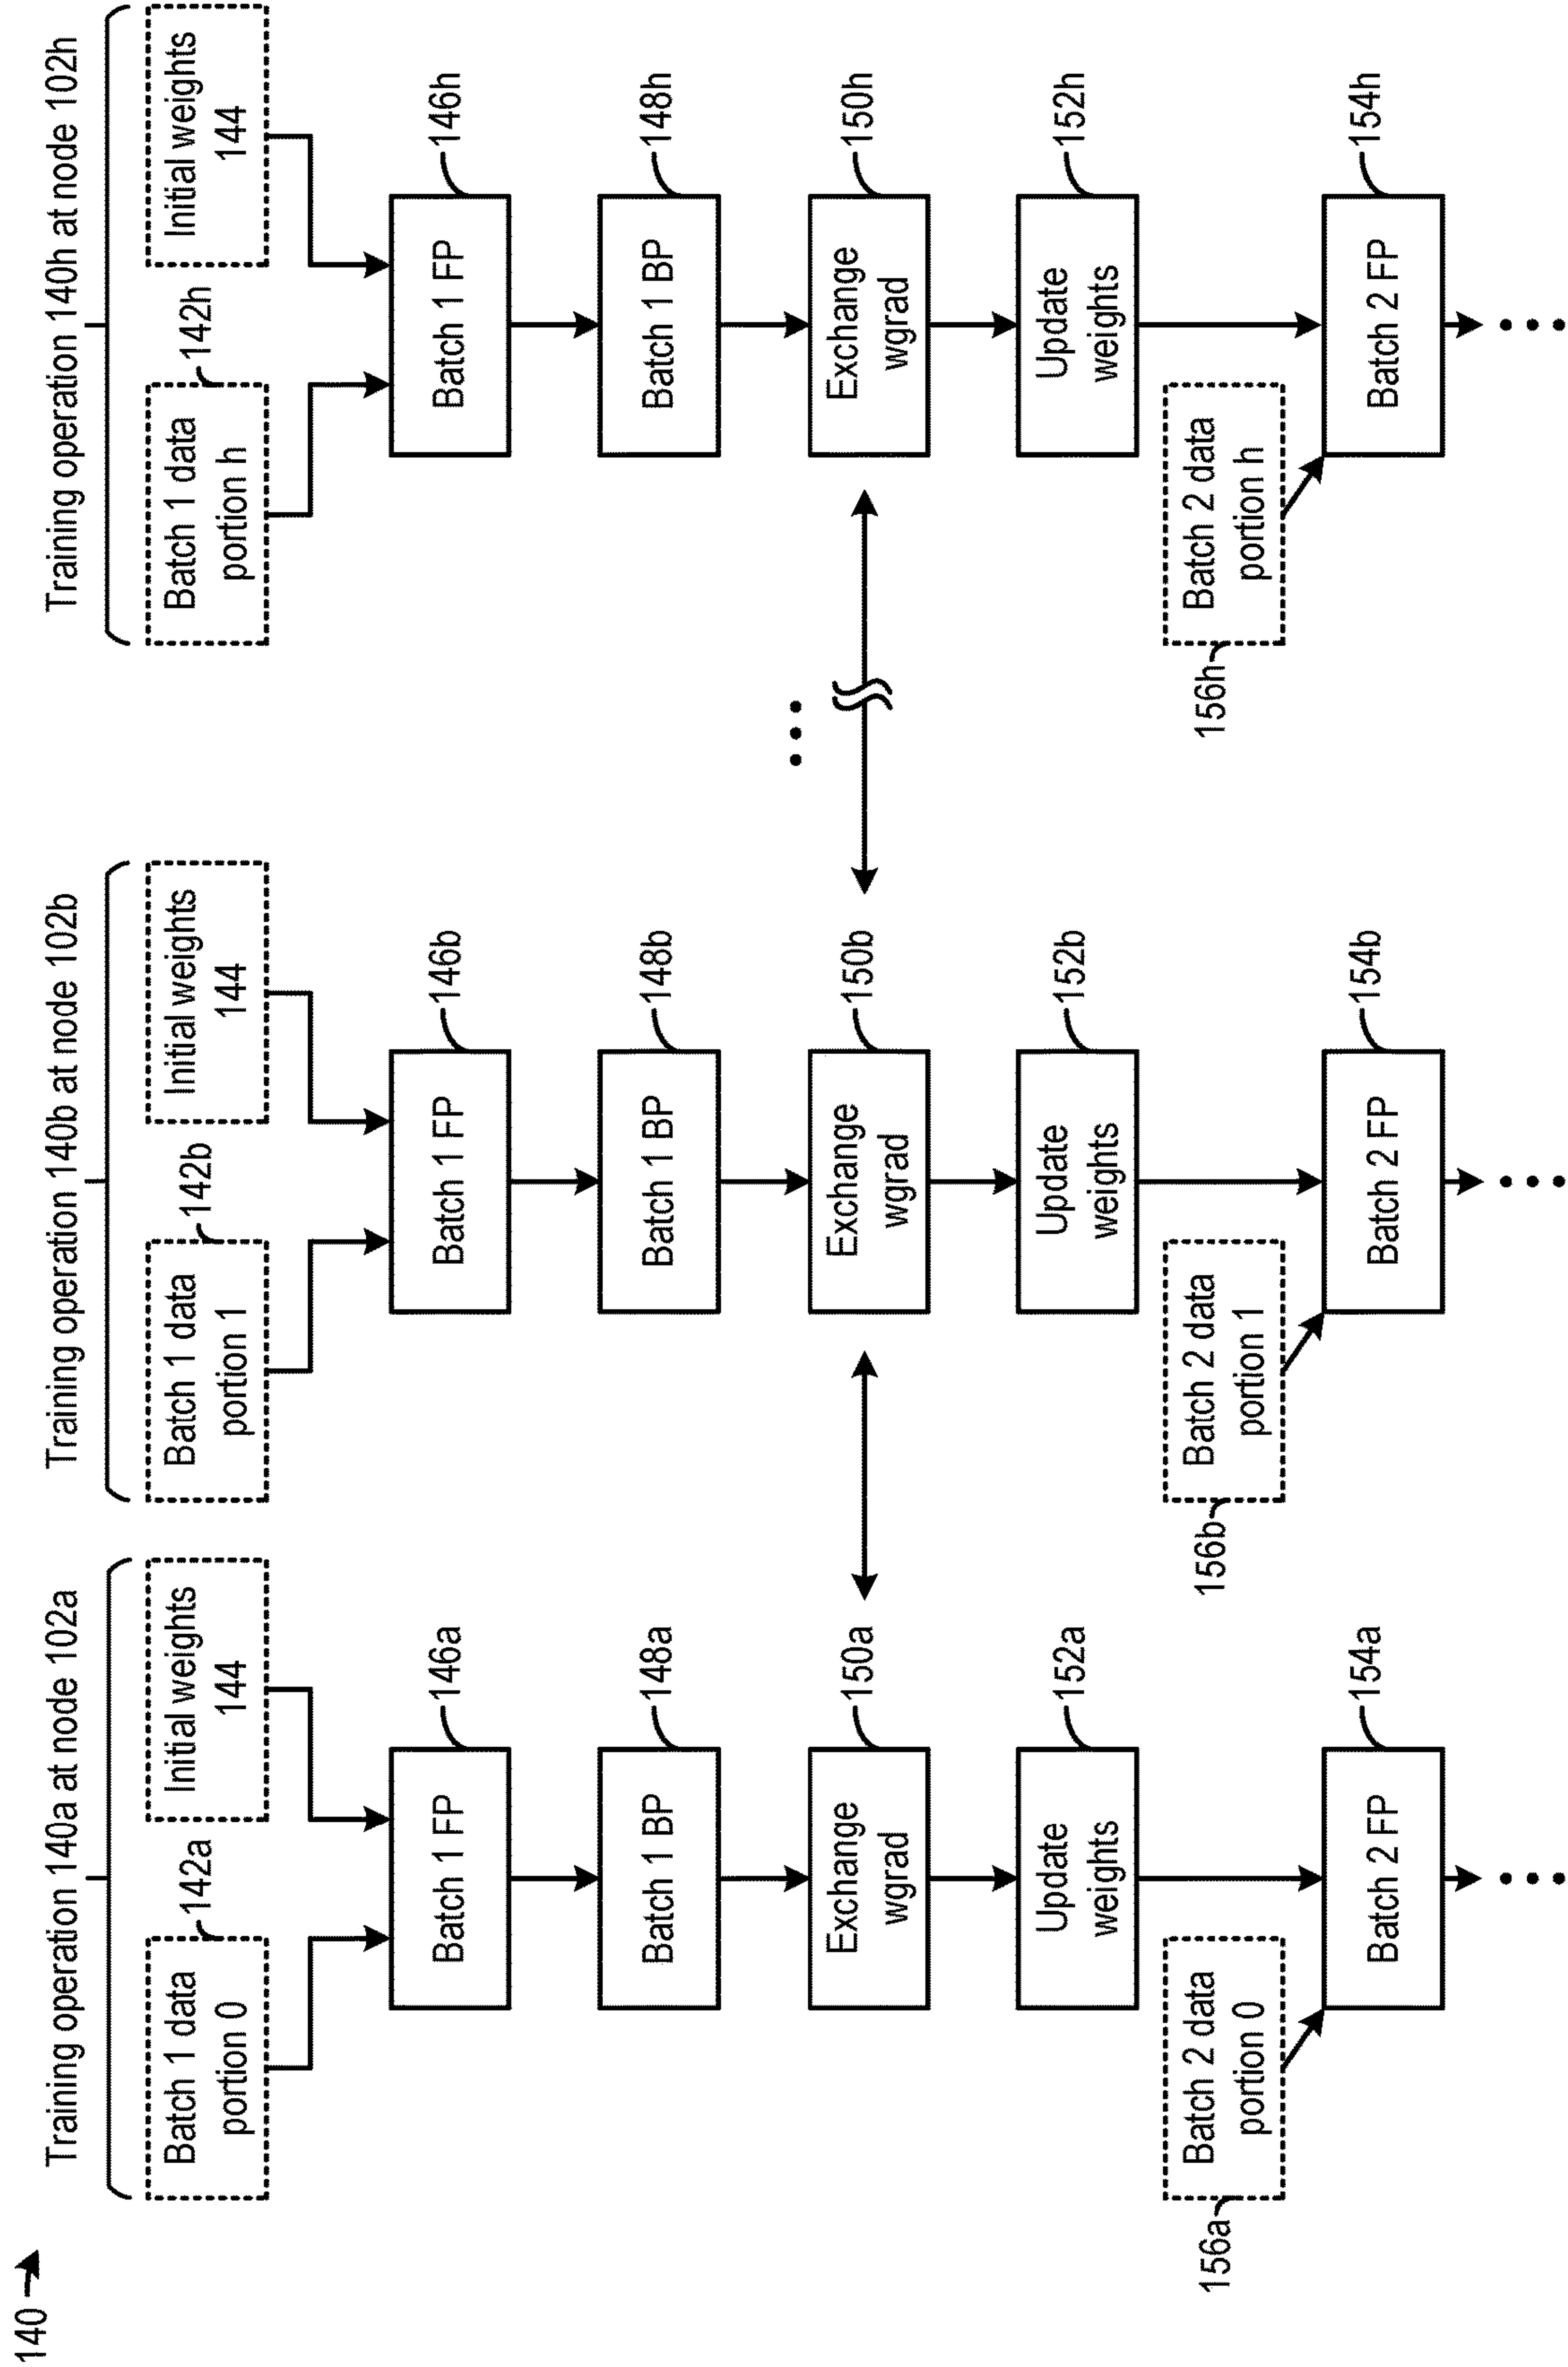 140
Training operation 140a at node 102a
Batch 1 data
portion 0
142a
Initial weights
144
Batch 1 FP
146a
Batch 1 BP
148a
Exchange
wgrad
150a
Update
weights
152a
Batch 2 data
portion 0
156a
Batch 2 FP
154a
Training operation 140b at node 102b
Batch 1 data
portion 1
142b
Initial weights
144
Batch 1 FP
146b
Batch 1 BP
148b
Exchange
wgrad
150b
Update
weights
152b
Batch 2 data
portion 1
156b
Batch 2 FP
154b
Training operation 140h at node 102h
Batch 1 data
portion h
142h
Initial weights
144
Batch 1 FP
146h
Batch 1 BP
148h
Exchange
wgrad
150h
Update
weights
152h
Batch 2 data
portion h
156h
Batch 2 FP
154h